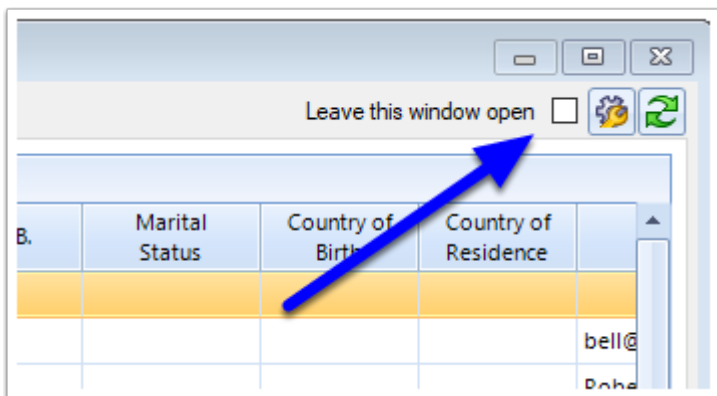 Leave this window open
B.
Marital
Status
Country of
Birth
Country of
Residence
bell@
Robe